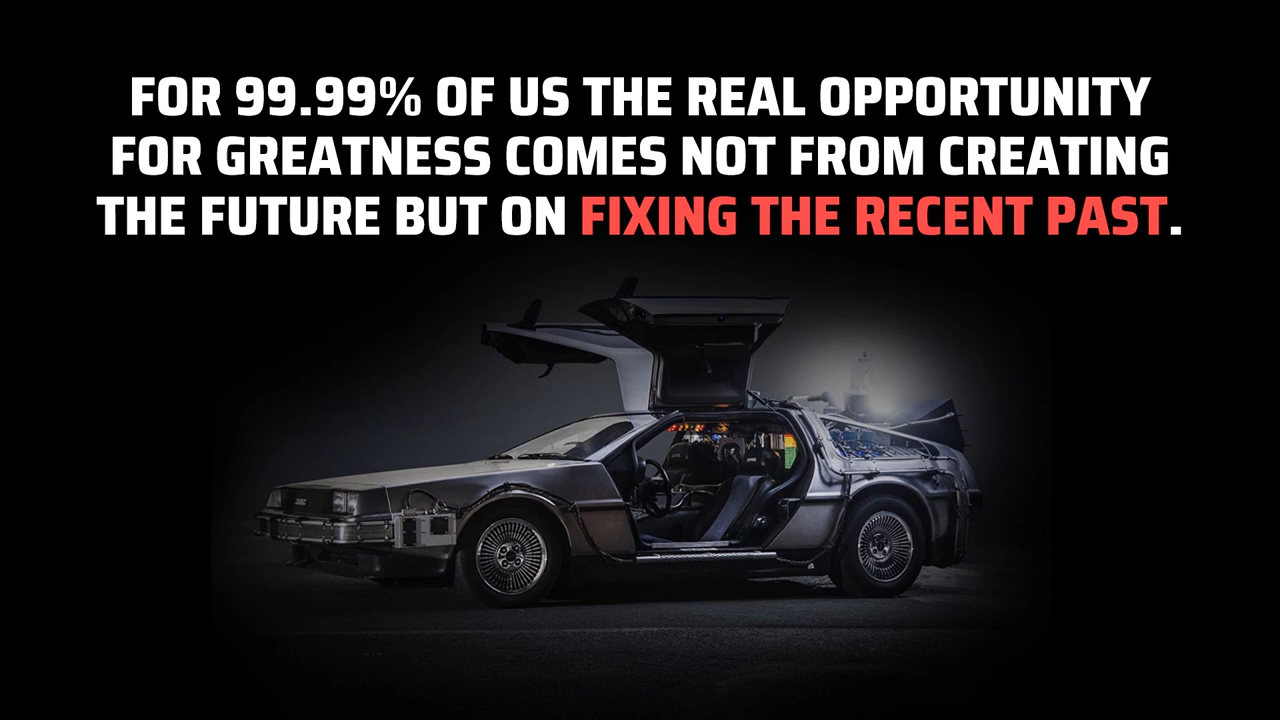 FOR 99.99% OF US THE REAL OPPORTUNITY
FOR GREATNESS COMES NOT FROM CREATING
THE FUTURE BUT ON FIXING THE RECENT PAST.